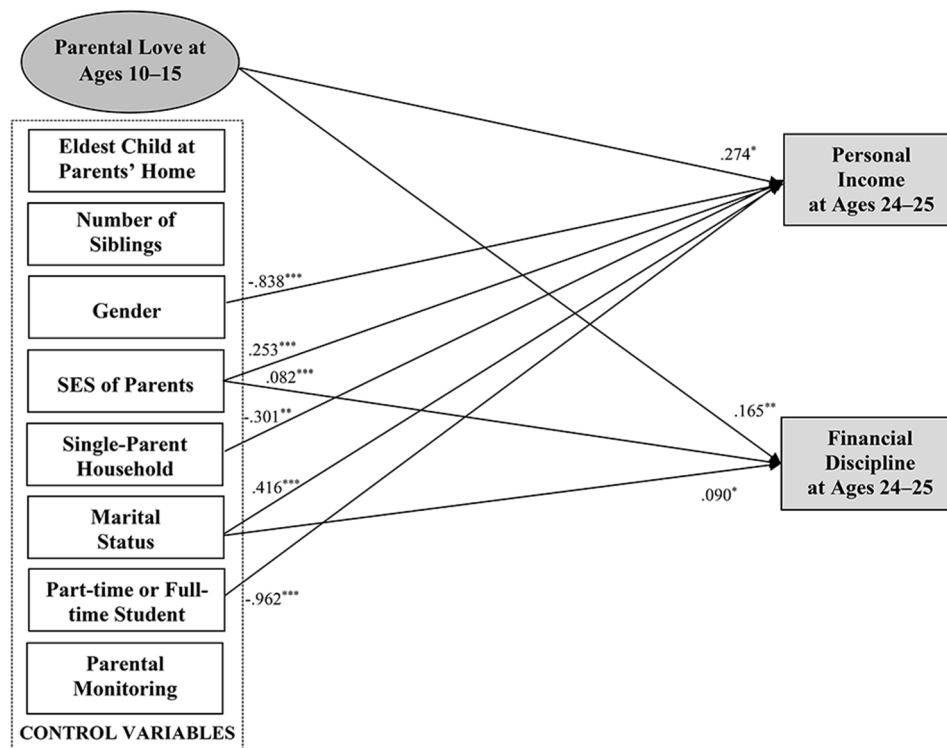 Parental Love at
Ages 10–15
Eldest Child at
Parents’ Home
Number of
Siblings
Gender
SES of Parents
Single-Parent
Household
Marital
Status
Part-time or Full-
time Student
Parental
Monitoring
CONTROL VARIABLES
-.838***
.253***
.082***
-.301**
.416***
-.962***
.274*
.165**
.090*
Personal
Income
at Ages 24–25
Financial
Discipline
at Ages 24–25